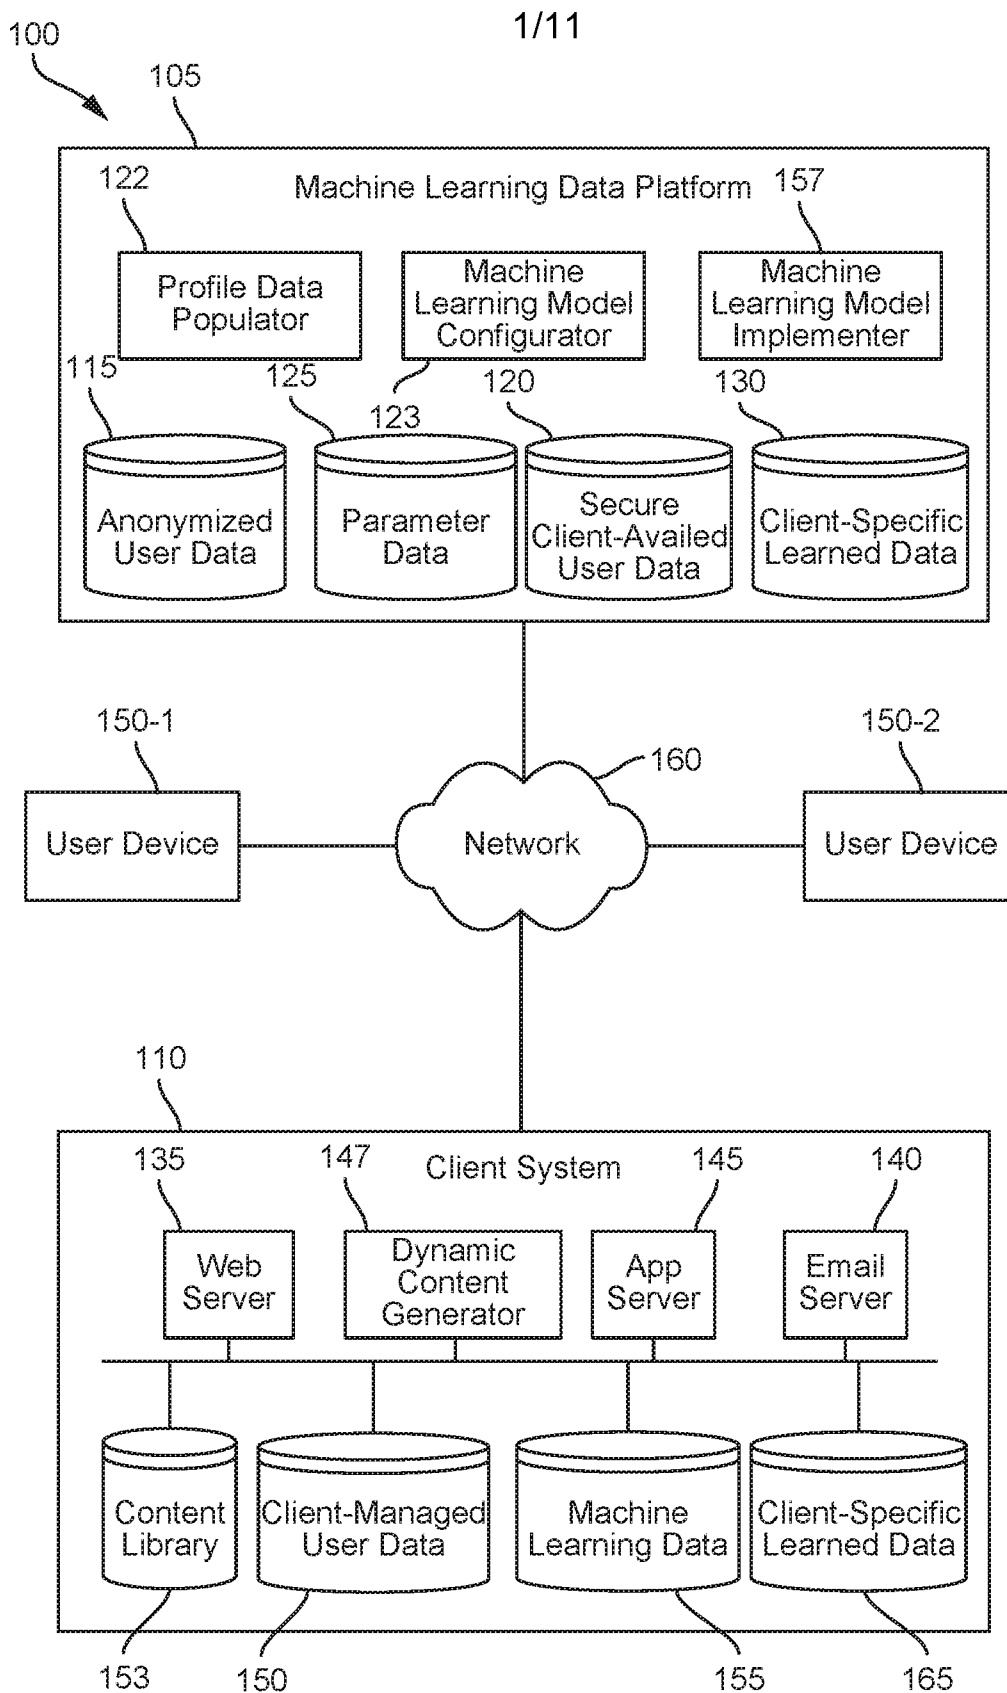 1/11
100
105
Machine Learning Data Platform
122
157
Profile Data
Populator
Machine
Learning Model
Configurator
Machine
Learning Model
Implementer
115
125
123
120
130
Anonymized
User Data
Parameter
Data
Secure
Client-Availed
User Data
Client-Specific
Learned Data
150-1
150-2
160
User Device
Network
User Device
110
Client System
135
147
145
140
Web
Server
Dynamic
Content
Generator
App
Server
Email
Server
Content
Library
Client-Managed
User Data
Machine
Learning Data
Client-Specific
Learned Data
153
150
155
165